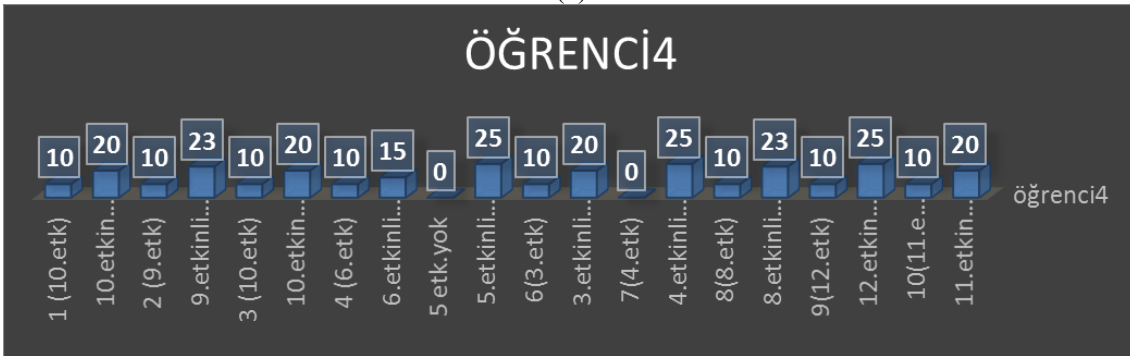 ÖĞRENCİ4
10 20 10 23 10 20 10 15 0 25 10 20 0 25 10 23 10 25 10 20
öğrenci4
1 (10.etk)
10.etkin...
2 (9.etk)
9.etkinli...
3 (10.etk)
10.etkin...
4 (6.etk)
6.etkinli...
5 etk.yok
5.etkinli...
6(3.etk)
3.etkinli...
7(4.etk)
4.etkinli...
8(8.etk)
8.etkinli...
9(12.etk)
12.etkin...
10(11.e...
11.etkin...